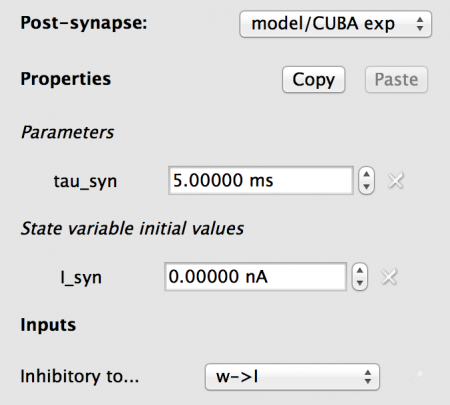 Post-synapse: model/CUBA exp
Properties Copy Paste
Parameters
tau_syn 5.00000 ms
State variable initial values
I_syn 0.00000 nA
Inputs
Inhibitory to... w->I